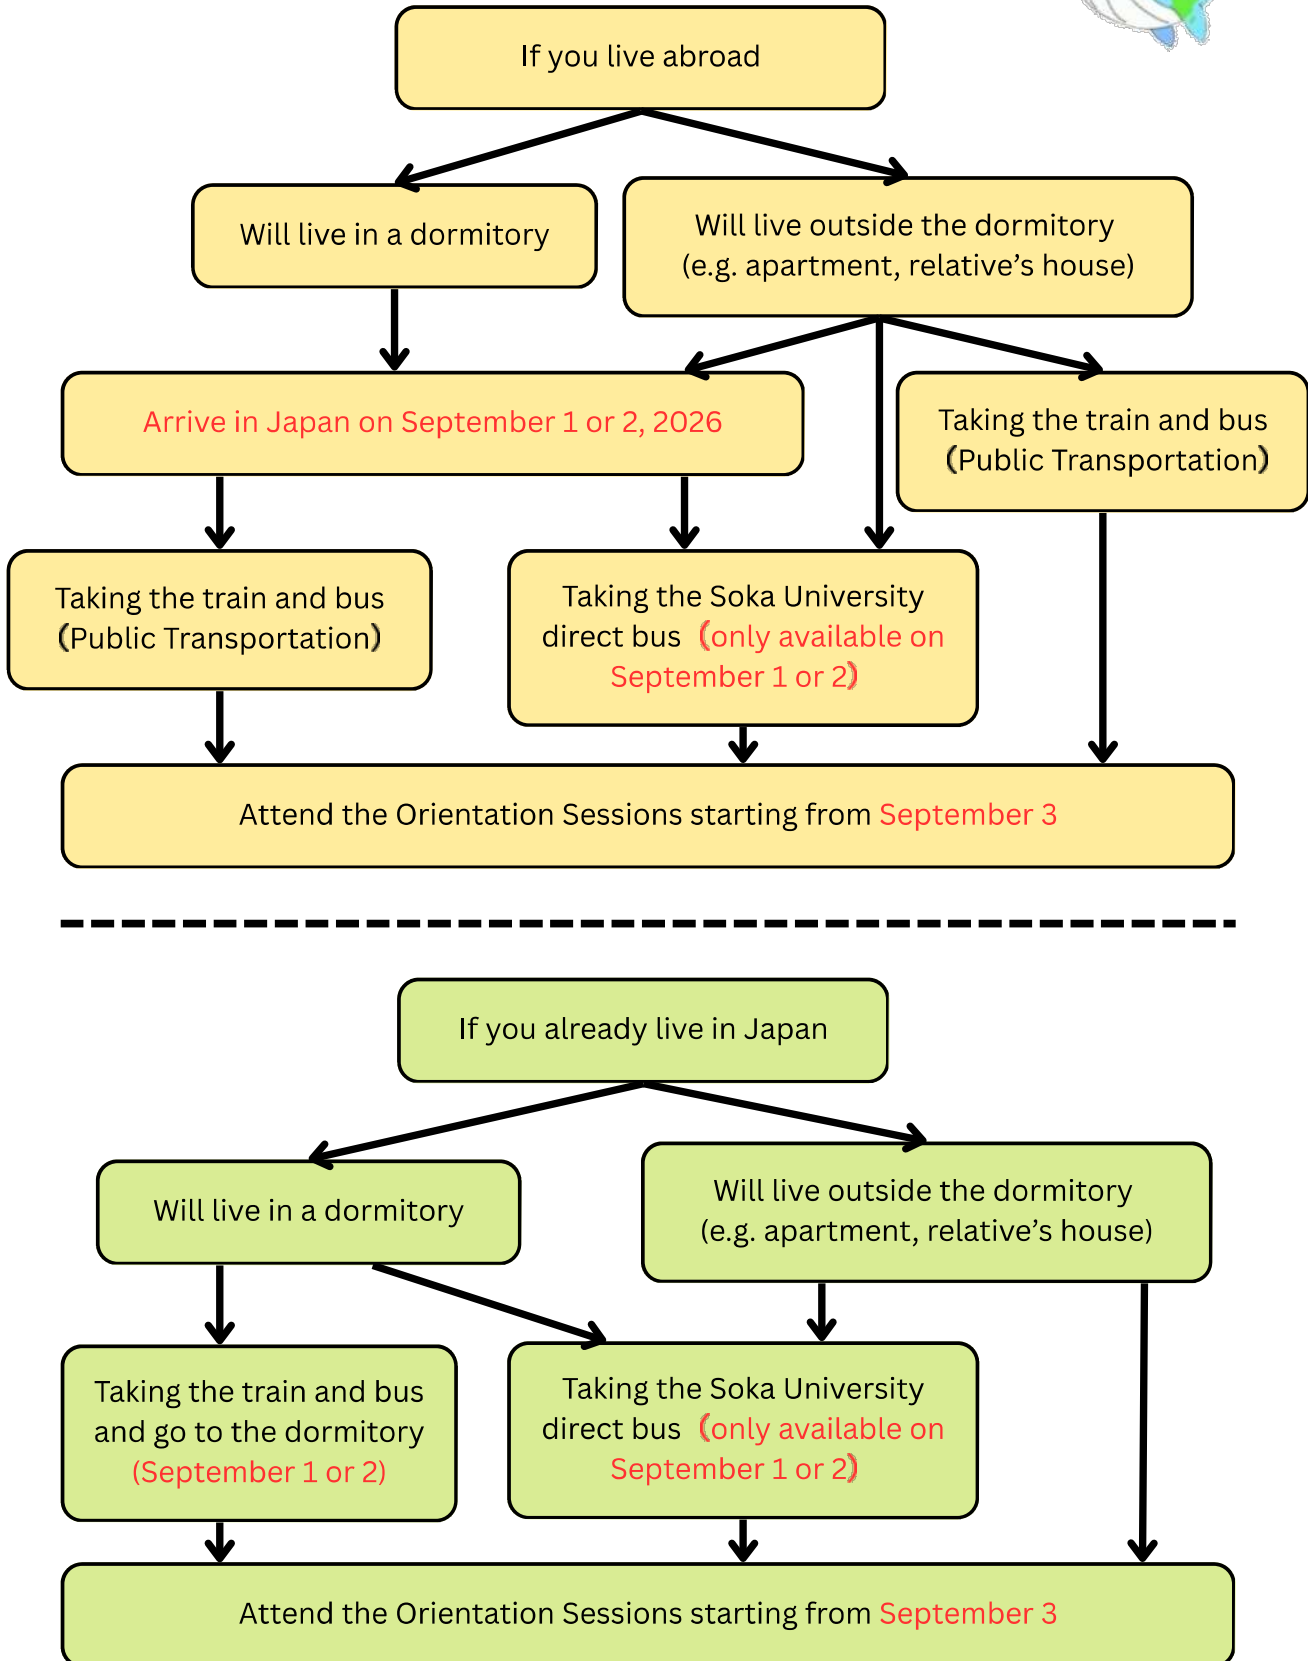 If you live abroad
Will live in a dormitory
Will live outside the dormitory
(e.g. apartment, relative’s house)
Arrive in Japan on September 1 or 2, 2026
Taking the train and bus
(Public Transportation)
Taking the train and bus
(Public Transportation)
Taking the Soka University
direct bus (only available on
September 1 or 2)
Attend the Orientation Sessions starting from September 3
If you already live in Japan
Will live in a dormitory
Will live outside the dormitory
(e.g. apartment, relative’s house)
Taking the train and bus
and go to the dormitory
(September 1 or 2)
Taking the Soka University
direct bus (only available on
September 1 or 2)
Attend the Orientation Sessions starting from September 3